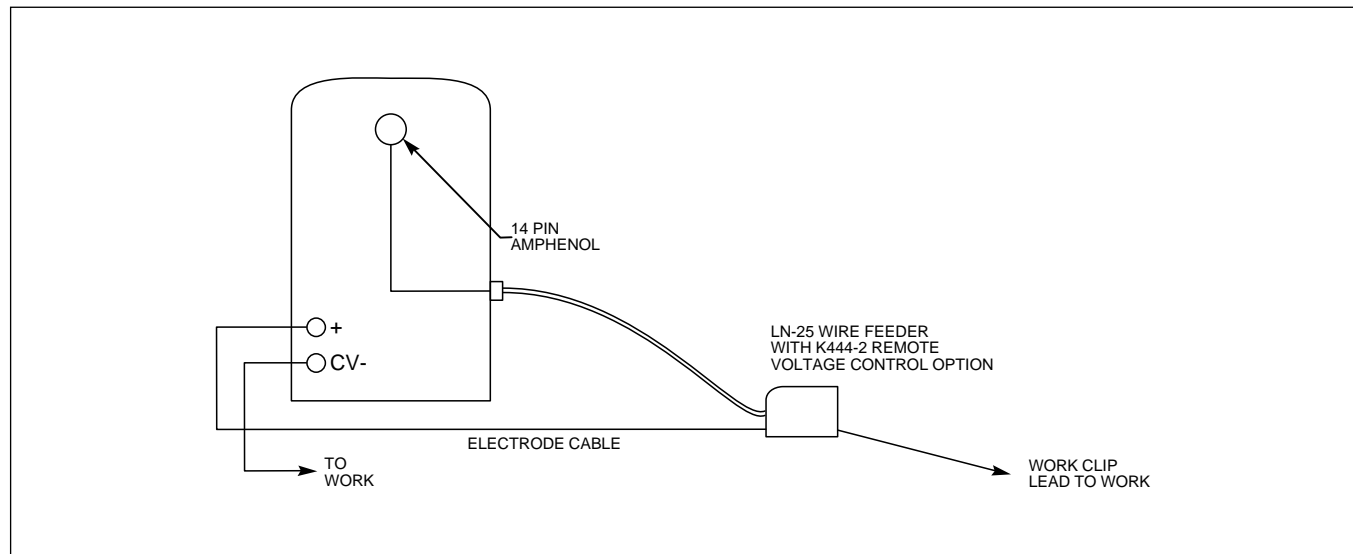 14 PIN
AMPHENOL
+
CV-
LN-25 WIRE FEEDER
WITH K444-2 REMOTE
VOLTAGE CONTROL OPTION
ELECTRODE CABLE
TO
WORK
WORK CLIP
LEAD TO WORK